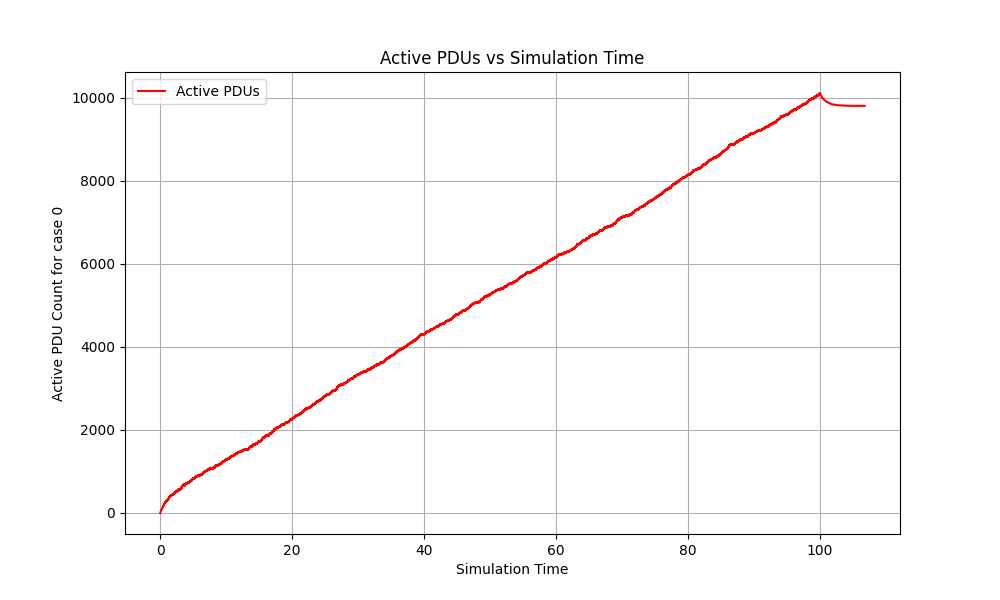 Active PDUs vs Simulation Time
Active PDUs
Active PDU Count for case 0
10000
8000
6000
4000
2000
0
0 20 40 60 80 100
Simulation Time